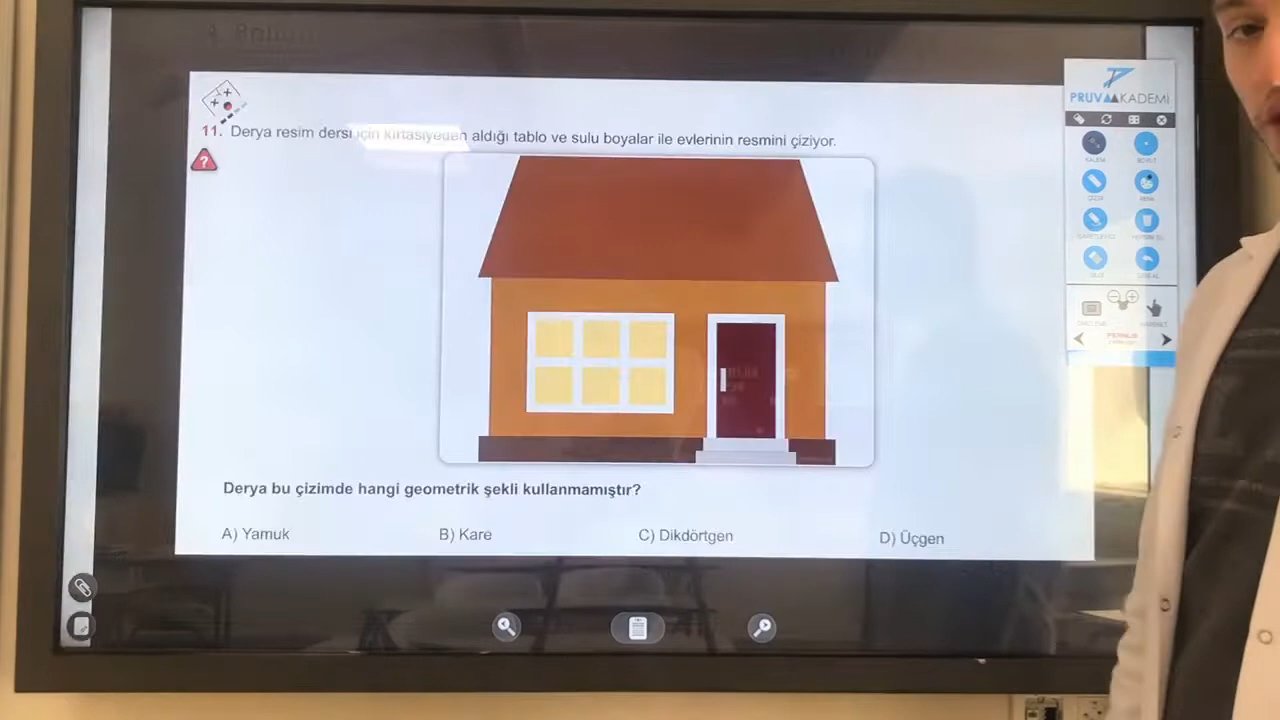 PRUVA AKADEMİ
11. Derya resim dersi için kırtasiyeden aldığı tablo ve sulu boyalar ile evlerinin resmini çiziyor.
?
KALEM
Derya bu çizimde hangi geometrik şekli kullanmamıştır?
A) Yamuk
B) Kare
C) Dikdörtgen
D) Üçgen